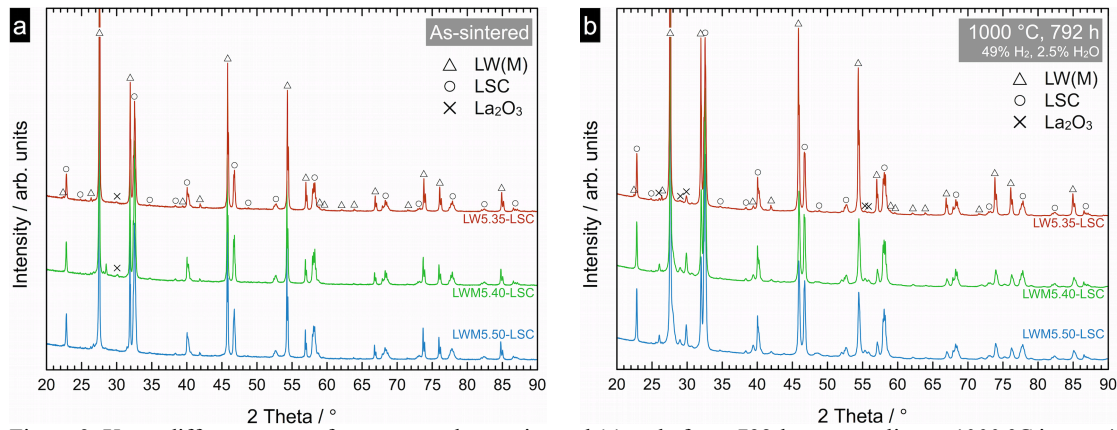 a
As-sintered
LW(M)
LSC
La₂O₃
Intensity / arb. units
LW5.35-LSC
LWM5.40-LSC
LWM5.50-LSC
20 25 30 35 40 45 50 55 60 65 70 75 80 85 90
2 Theta / °
b
1000 °C, 792 h
49% H₂, 2.5% H₂O
LW(M)
LSC
La₂O₃
Intensity / arb. units
LW5.35-LSC
LWM5.40-LSC
LWM5.50-LSC
20 25 30 35 40 45 50 55 60 65 70 75 80 85 90
2 Theta / °